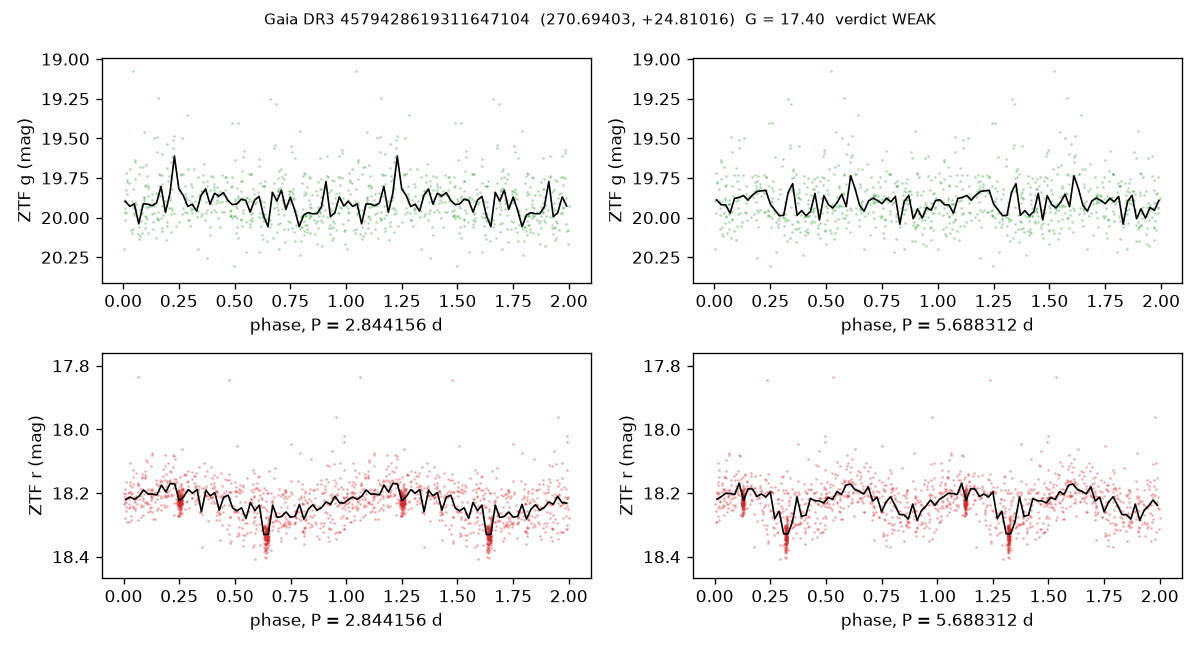 Gaia DR3 4579428619311647104 (270.69403, +24.81016) G = 17.40 verdict WEAK
ZTF g (mag)
19.00
19.25
19.50
19.75
20.00
20.25
0.00 0.25 0.50 0.75 1.00 1.25 1.50 1.75 2.00
phase, P = 2.844156 d
ZTF g (mag)
19.00
19.25
19.50
19.75
20.00
20.25
0.00 0.25 0.50 0.75 1.00 1.25 1.50 1.75 2.00
phase, P = 5.688312 d
ZTF r (mag)
17.8
18.0
18.2
18.4
0.00 0.25 0.50 0.75 1.00 1.25 1.50 1.75 2.00
phase, P = 2.844156 d
ZTF r (mag)
17.8
18.0
18.2
18.4
0.00 0.25 0.50 0.75 1.00 1.25 1.50 1.75 2.00
phase, P = 5.688312 d